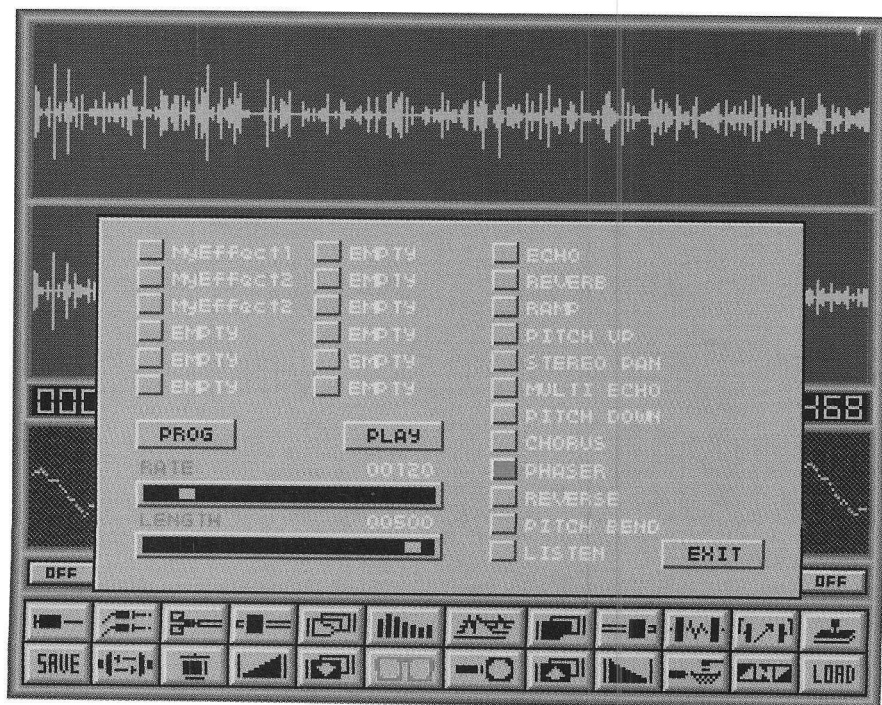 MyEffect1 EMPTY ECHO
MyEffect2 EMPTY REVERB
MyEffect2 EMPTY RAMP
EMPTY EMPTY PITCH UP
EMPTY EMPTY STEREO PAN
EMPTY EMPTY MULTI ECHO
PITCH DOWN
PROG PLAY CHORUS
RATE 00120 PHASER
REVERSE
LENGTH 00500 PITCH BEND
LISTEN EXIT
000 468
OFF OFF
SAVE LOAD